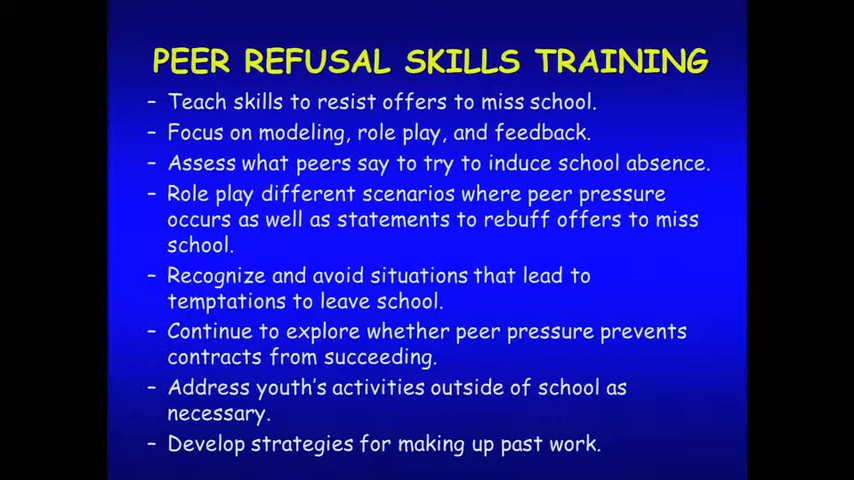 PEER REFUSAL SKILLS TRAINING
– Teach skills to resist offers to miss school.
– Focus on modeling, role play, and feedback.
– Assess what peers say to try to induce school absence.
– Role play different scenarios where peer pressure
occurs as well as statements to rebuff offers to miss
school.
– Recognize and avoid situations that lead to
temptations to leave school.
– Continue to explore whether peer pressure prevents
contracts from succeeding.
– Address youth's activities outside of school as
necessary.
– Develop strategies for making up past work.